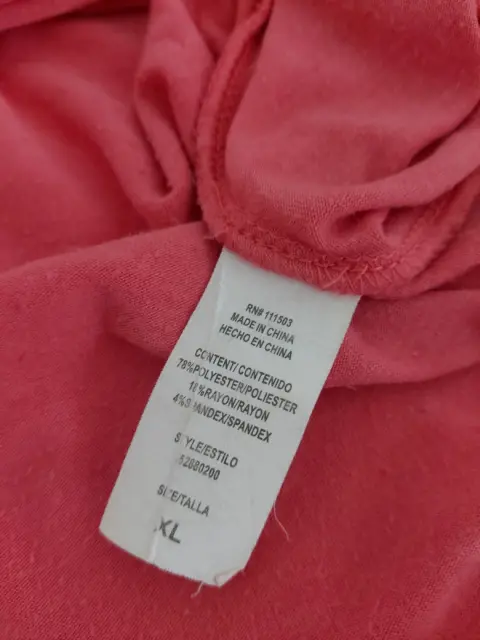 RN# 111503
MADE IN CHINA
HECHO EN CHINA
CONTENT/ CONTENIDO
78%POLYESTER/POLIESTER
18%RAYON/RAYON
4%SPANDEX/SPANDEX
STYLE/ESTILO
SIZE/TALLA
XL